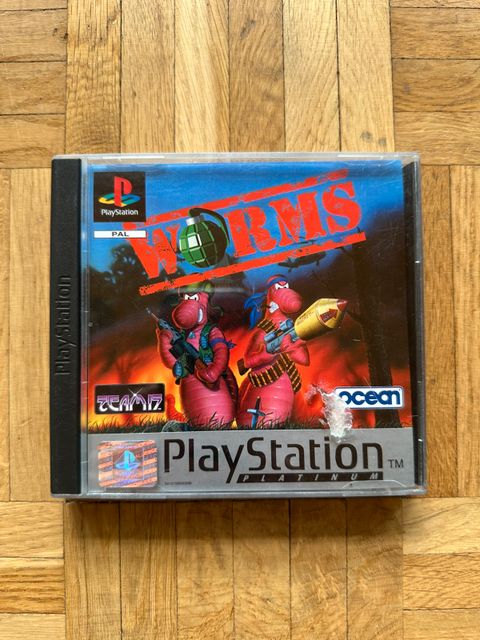 PlayStation
PlayStation
PAL
WORMS
TEAM17
ocean
PlayStation TM
PLATINUM